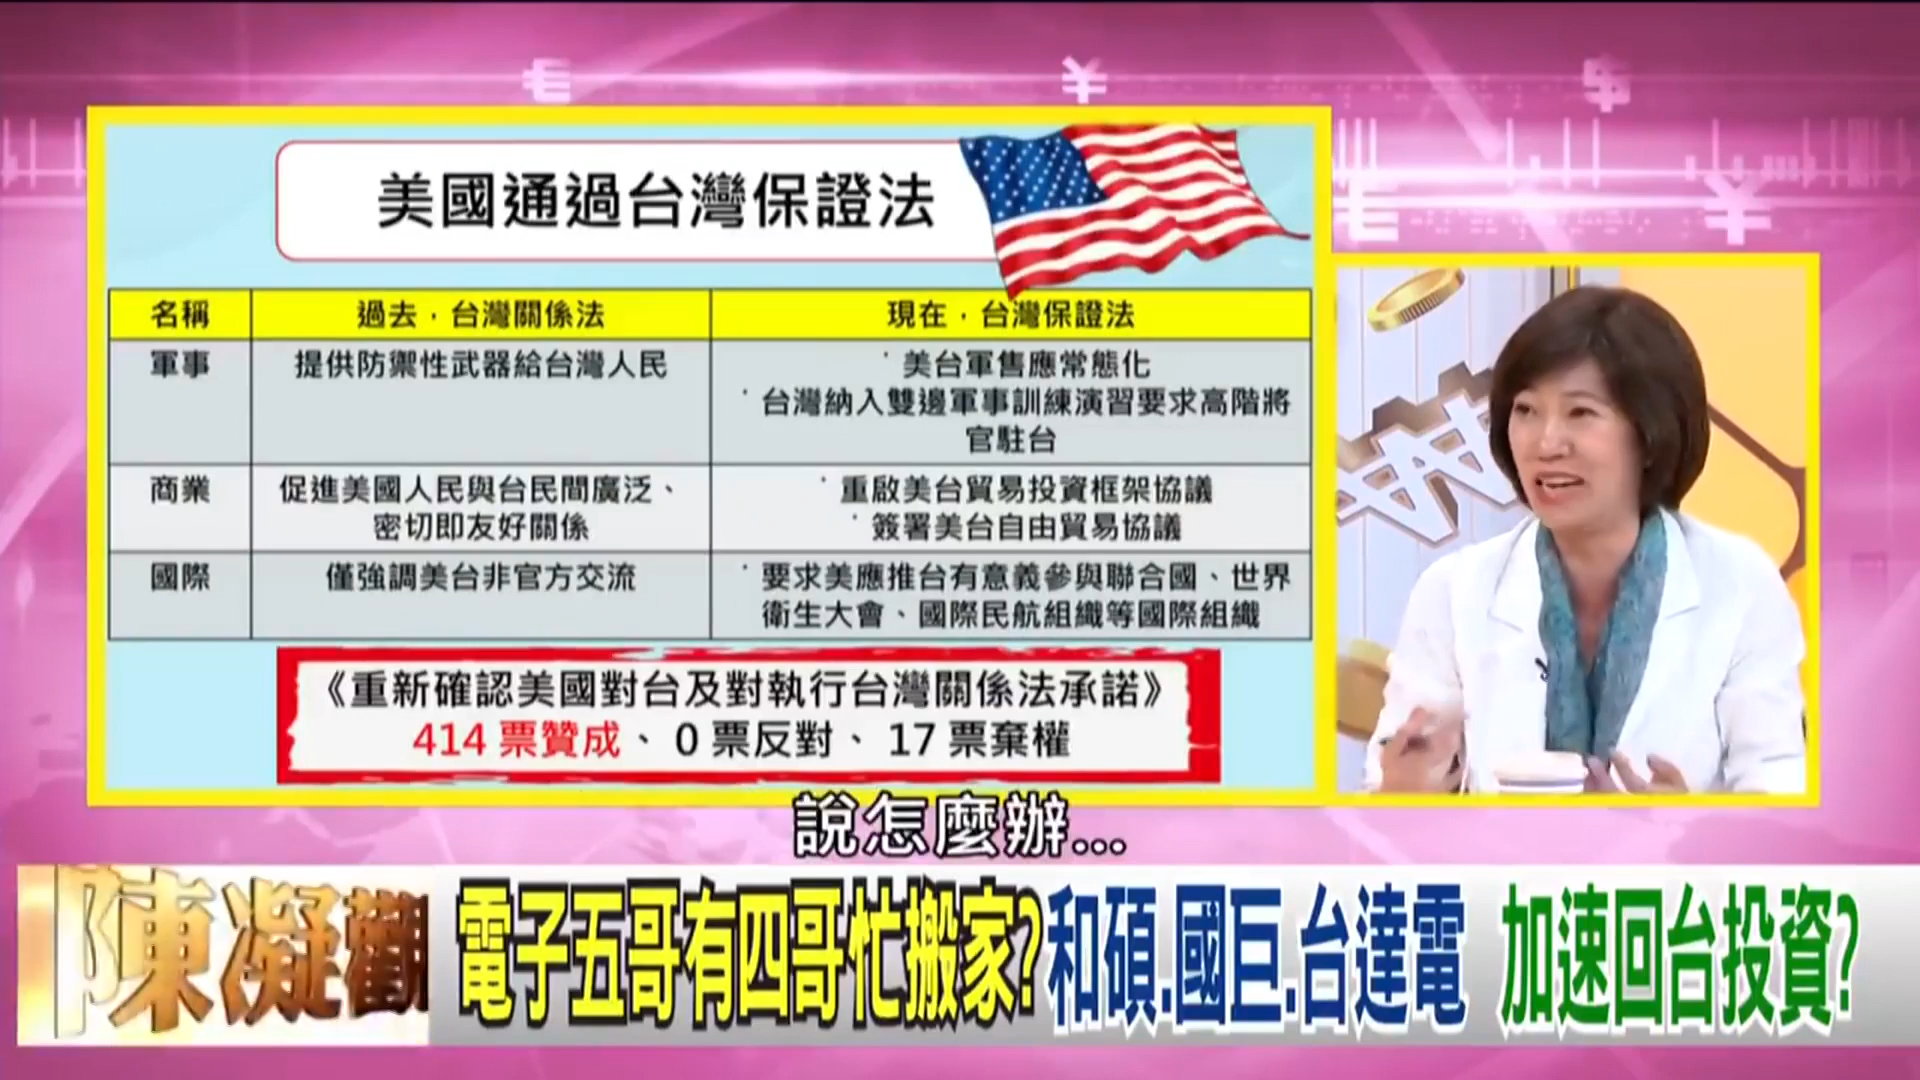 美國通過台灣保證法
名稱
過去，台灣關係法
現在，台灣保證法
軍事
提供防禦性武器給台灣人民
˙美台軍售應常態化
˙台灣納入雙邊軍事訓練演習要求高階將
官駐台
商業
促進美國人民與台民間廣泛、
密切即友好關係
˙重啟美台貿易投資框架協議
˙簽署美台自由貿易協議
國際
僅強調美台非官方交流
˙要求美應推台有意義參與聯合國、世界
衛生大會、國際民航組織等國際組織
《重新確認美國對台及對執行台灣關係法承諾》
414 票贊成、0 票反對、17 票棄權
說怎麼辦...
陳凝觀
電子五哥有四哥忙搬家?和碩.國巨.台達電 加速回台投資?